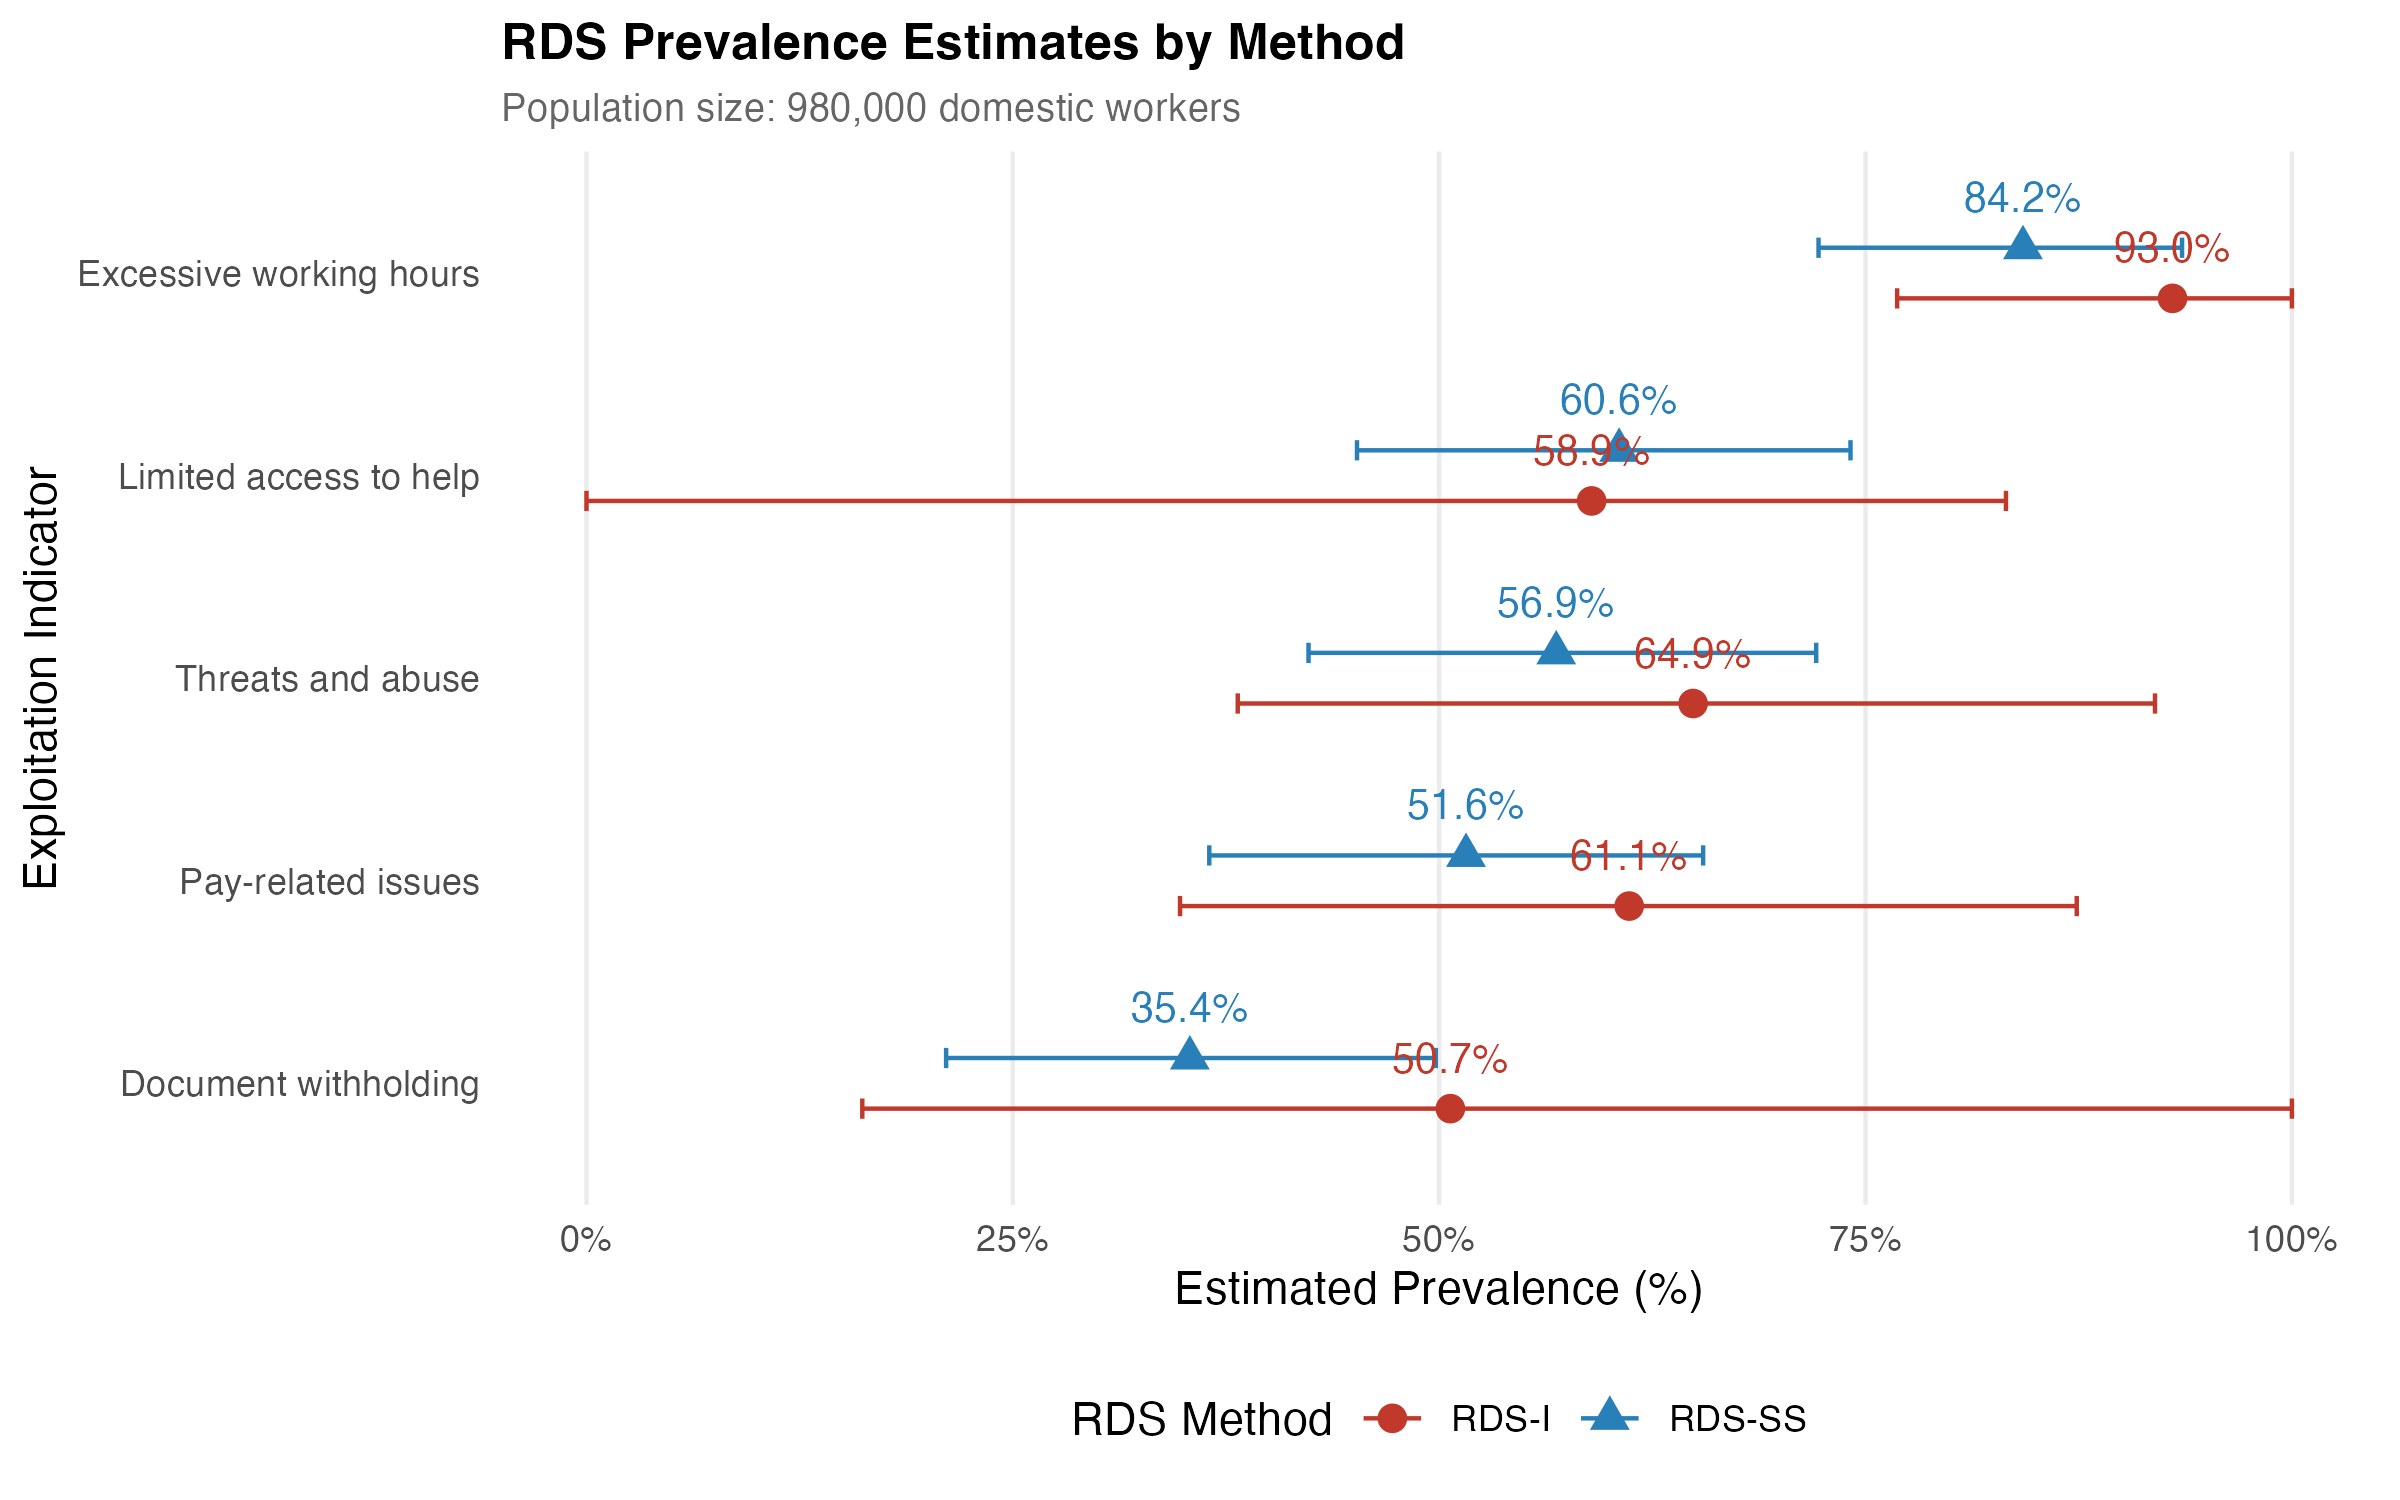 RDS Prevalence Estimates by Method
Population size: 980,000 domestic workers
Exploitation Indicator
Excessive working hours
84.2%
93.0%
Limited access to help
60.6%
58.9%
Threats and abuse
56.9%
64.9%
Pay-related issues
51.6%
61.1%
Document withholding
35.4%
50.7%
0% 25% 50% 75% 100%
Estimated Prevalence (%)
RDS Method RDS-I RDS-SS